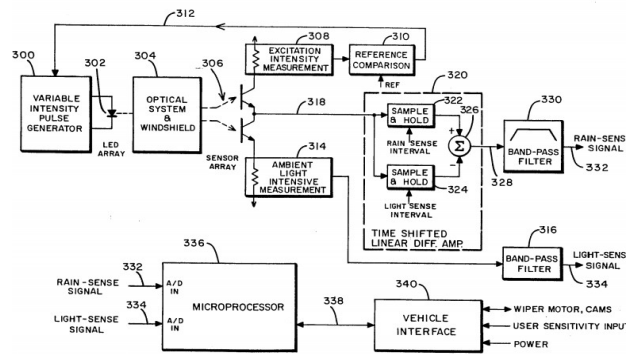 312
300
302
304
306
308
310
EXCITATION
INTENSITY
MEASUREMENT
REFERENCE
COMPARISON
REF
VARIABLE
INTENSITY
PULSE
GENERATOR
LED
ARRAY
OPTICAL
SYSTEM
&
WINDSHIELD
SENSOR
ARRAY
318
314
AMBIENT
LIGHT
INTENSIVE
MEASUREMENT
320
SAMPLE
& HOLD
322
RAIN SENSE
INTERVAL
326
+
Σ
−
SAMPLE
& HOLD
324
LIGHT SENSE
INTERVAL
328
TIME SHIFTED
LINEAR DIFF. AMP.
330
BAND-PASS
FILTER
RAIN-SENS
SIGNAL
332
316
BAND-PASS
FILTER
LIGHT-SENS
SIGNAL
334
336
RAIN-SENSE
SIGNAL
332
A/D
IN
LIGHT-SENSE
SIGNAL
334
A/D
IN
MICROPROCESSOR
338
340
VEHICLE
INTERFACE
WIPER MOTOR, CAMS
USER SENSITIVITY INPUT
POWER